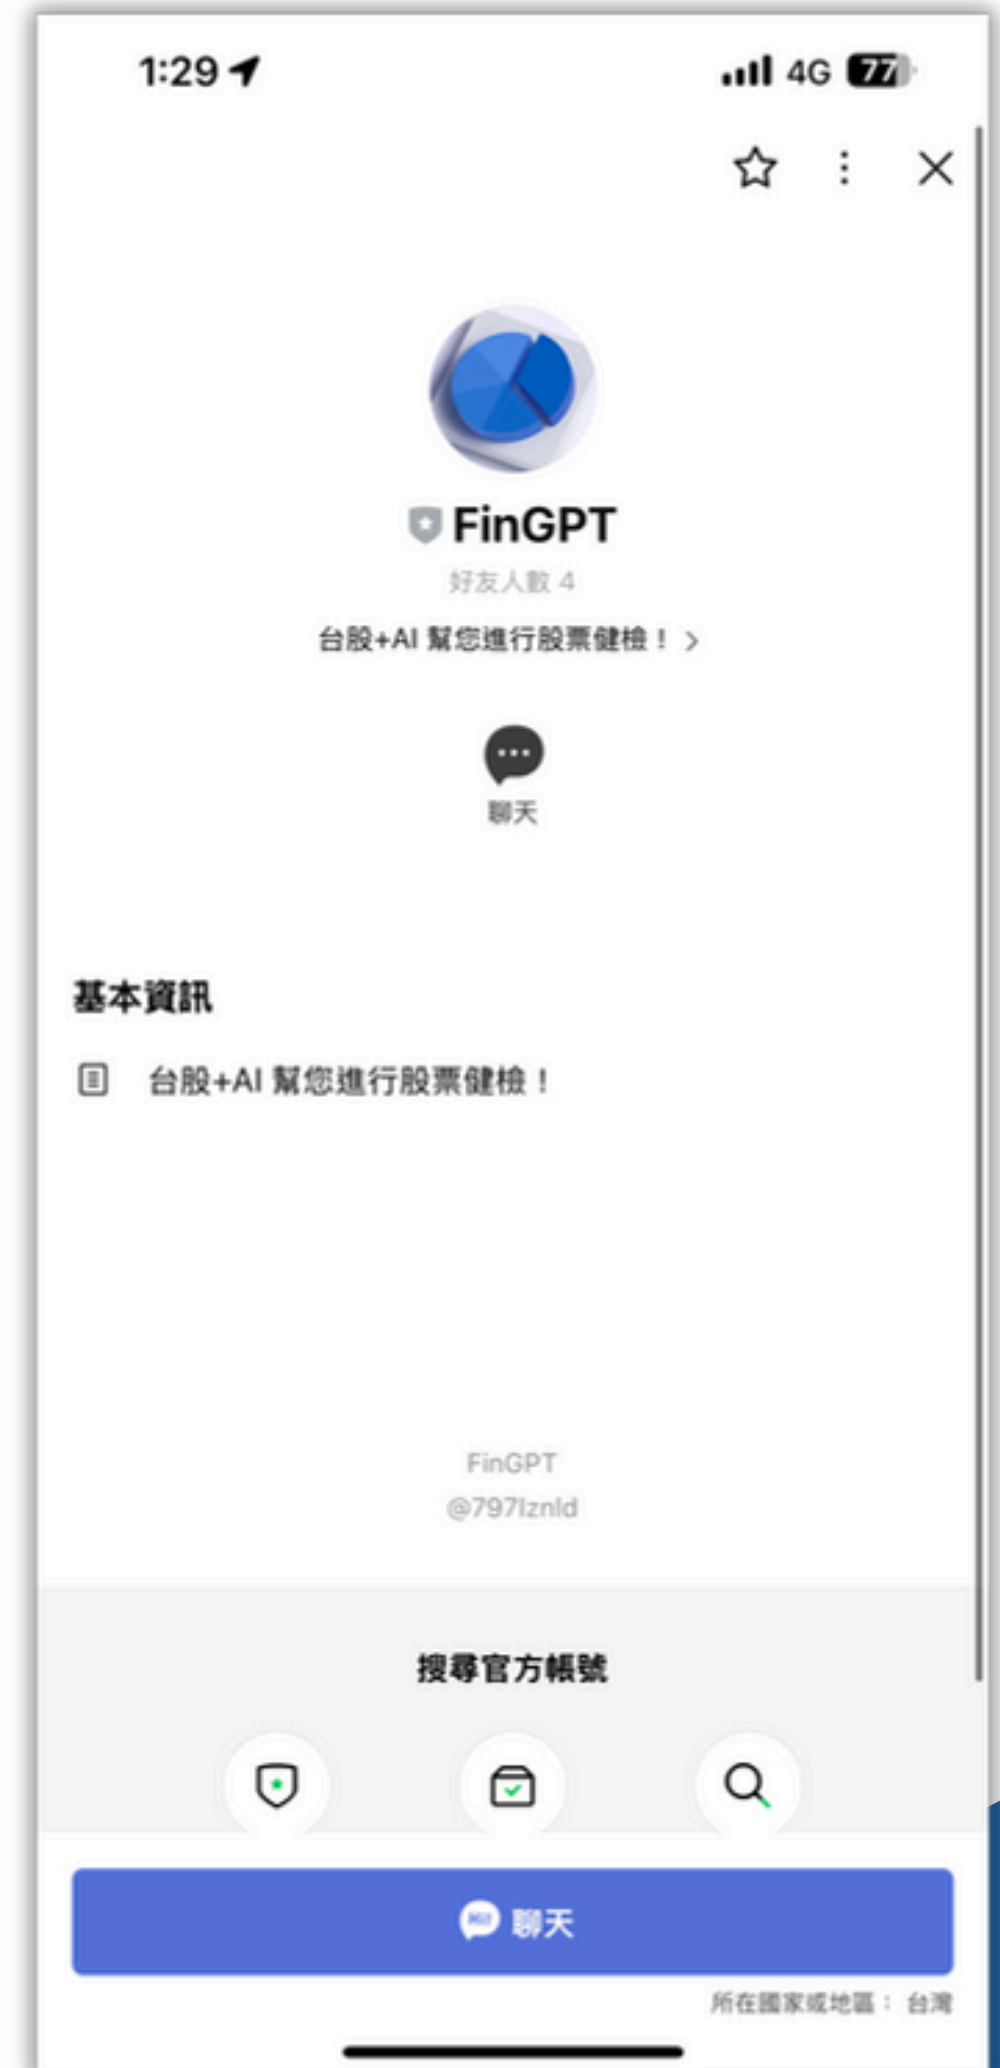 1:29
4G 77
FinGPT
好友人數 4
台股+AI 幫您進行股票健檢！
聊天
基本資訊
台股+AI 幫您進行股票健檢！
FinGPT
@797lznld
搜尋官方帳號
聊天
所在國家或地區： 台灣